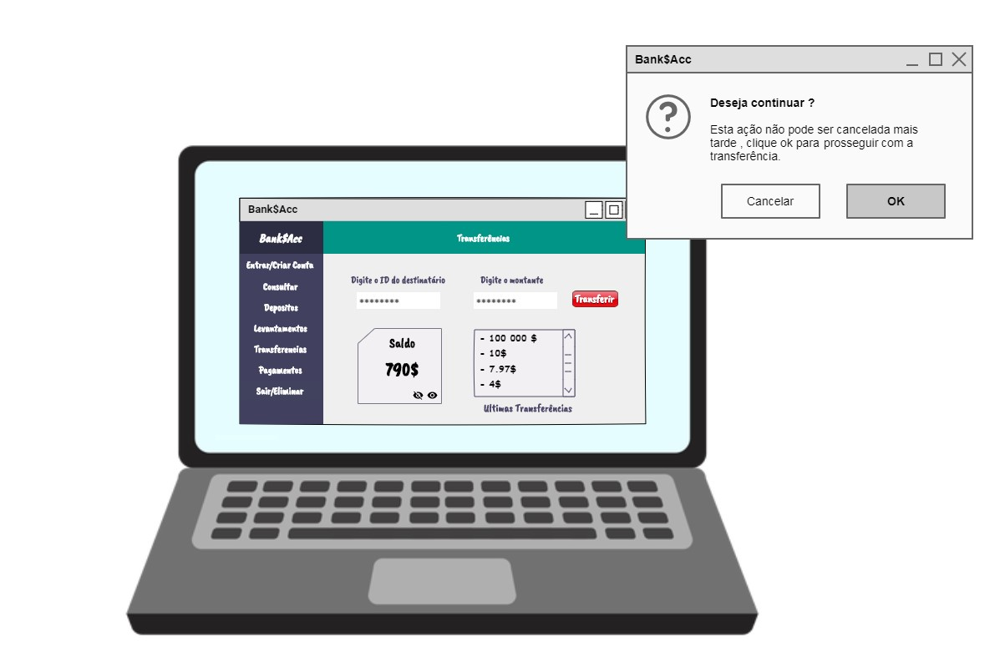 Bank$Acc
Deseja continuar ?
Esta ação não pode ser cancelada mais
tarde , clique ok para prosseguir com a
transferência.
Cancelar
OK
Bank$Acc
Bank$Acc
Transferências
Entrar/Criar Conta
Consultar
Depositos
Levantamentos
Transferencias
Pagamentos
Sair/Eliminar
Digite o ID do destinatário
Digite o montante
********
********
Transferir
Saldo
790$
- 100 000 $
- 10$
- 7.97$
- 4$
Ultimas Transferências